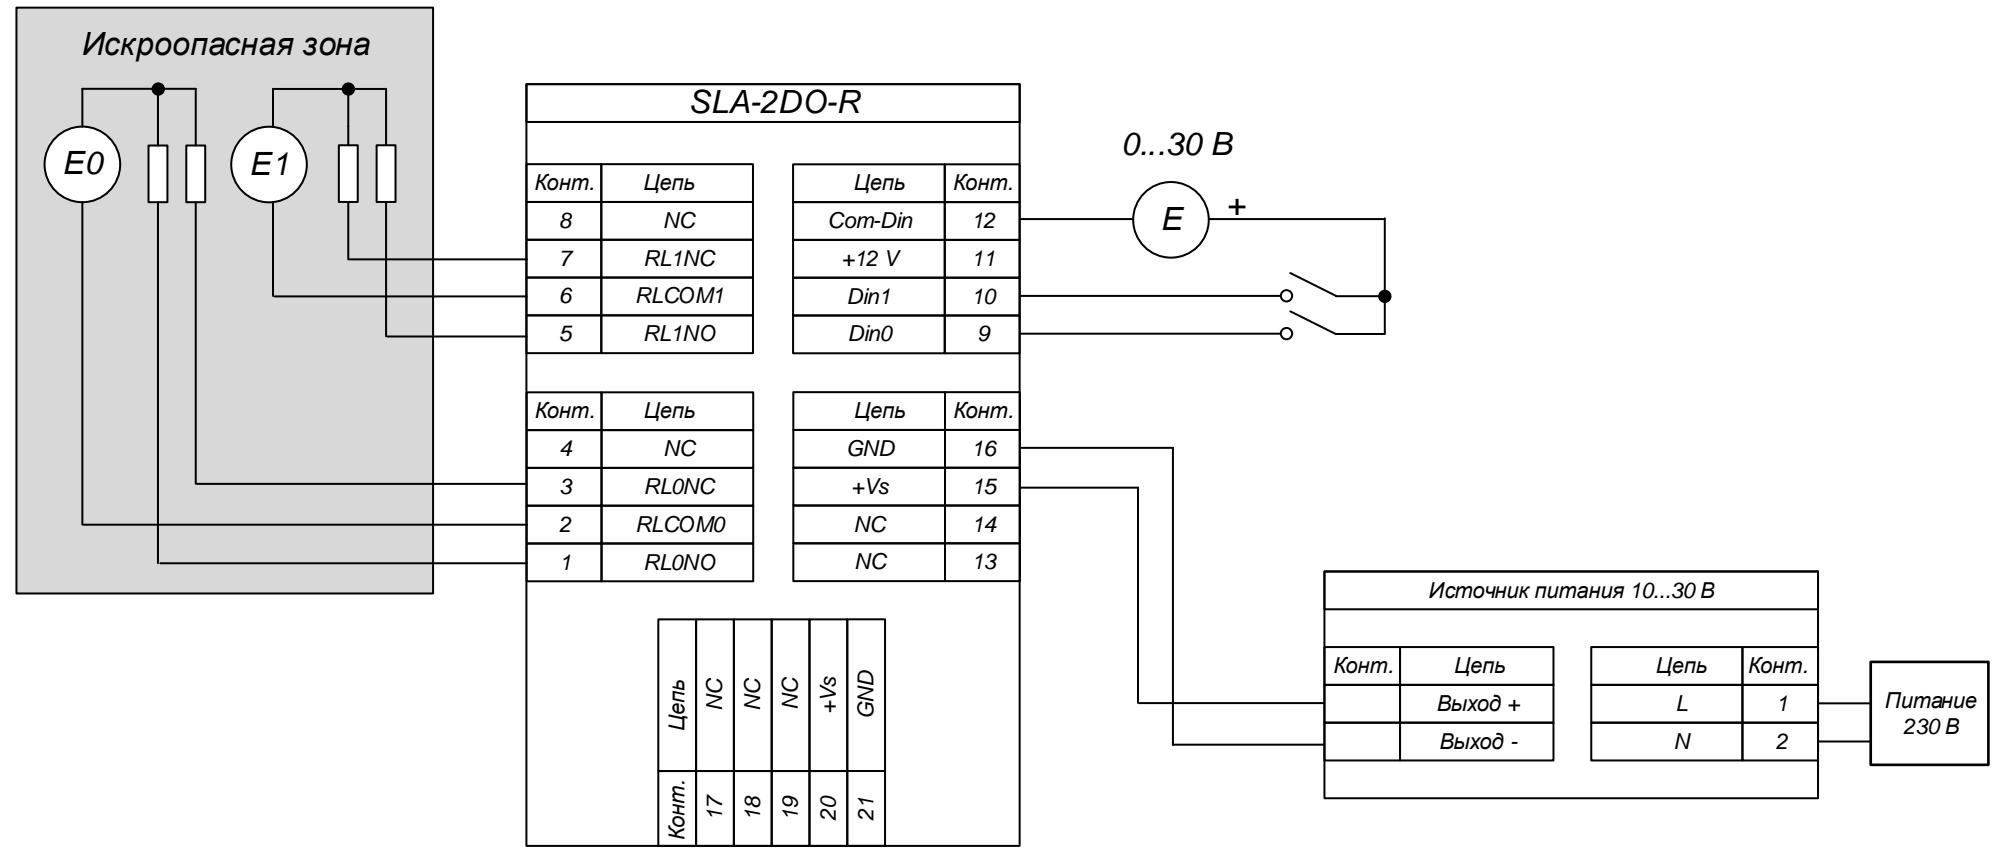 Искроопасная зона
E0
E1
SLA-2DO-R
Конт. Цепь
8 NC
7 RL1NC
6 RLCOM1
5 RL1NO
Цепь Конт.
Com-Din 12
+12 V 11
Din1 10
Din0 9
0...30 В
E +
Конт. Цепь
4 NC
3 RL0NC
2 RLCOM0
1 RL0NO
Цепь Конт.
GND 16
+Vs 15
NC 14
NC 13
Конт. Цепь
17 NC
18 NC
19 NC
20 +Vs
21 GND
Источник питания 10...30 В
Конт. Цепь
Выход +
Выход -
Цепь Конт.
L 1
N 2
Питание
230 В